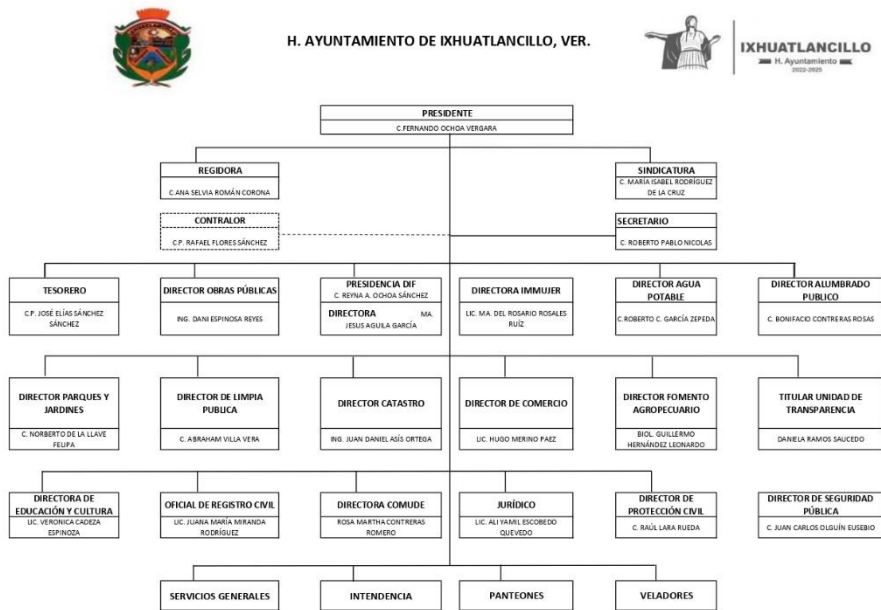 H. AYUNTAMIENTO DE IXHUATLANCILLO, VER.
IXHUATLANCILLO
H. Ayuntamiento
2022-2025
PRESIDENTE
C.FERNANDO OCHOA VERGARA
REGIDORA
C.ANA SELVIA ROMÁN CORONA
SINDICATURA
C. MARÍA ISABEL RODRÍGUEZ
DE LA CRUZ
CONTRALOR
C.P. RAFAEL FLORES SÁNCHEZ
SECRETARIO
C. ROBERTO PABLO NICOLAS
TESORERO
C.P. JOSÉ ELÍAS SÁNCHEZ
SÁNCHEZ
DIRECTOR OBRAS PÚBLICAS
ING. DANI ESPINOSA REYES
PRESIDENCIA DIF
C. REYNA A. OCHOA SÁNCHEZ
DIRECTORA MA.
JESUS AGUILA GARCÍA
DIRECTORA IMMUJER
LIC. MA. DEL ROSARIO ROSALES
RUÍZ
DIRECTOR AGUA
POTABLE
C.ROBERTO C. GARCÍA ZEPEDA
DIRECTOR ALUMBRADO
PUBLICO
C. BONIFACIO CONTRERAS ROSAS
DIRECTOR PARQUES Y
JARDINES
C. NORBERTO DE LA LLAVE
FELIPA
DIRECTOR DE LIMPIA
PUBLICA
C. ABRAHAM VILLA VERA
DIRECTOR CATASTRO
ING. JUAN DANIEL ASÍS ORTEGA
DIRECTOR DE COMERCIO
LIC. HUGO MERINO PAEZ
DIRECTOR FOMENTO
AGROPECUARIO
BIOL. GUILLERMO
HERNÁNDEZ LEONARDO
TITULAR UNIDAD DE
TRANSPARENCIA
DANIELA RAMOS SAUCEDO
DIRECTORA DE
EDUCACIÓN Y CULTURA
LIC. VERONICA CADEZA
ESPINOZA
OFICIAL DE REGISTRO CIVIL
LIC. JUANA MARÍA MIRANDA
RODRÍGUEZ
DIRECTORA COMUDE
ROSA MARTHA CONTRERAS
ROMERO
JURÍDICO
LIC. ALI YAMIL ESCOBEDO
QUEVEDO
DIRECTOR DE
PROTECCIÓN CIVIL
C. RAÚL LARA RUEDA
DIRECTOR DE SEGURIDAD
PÚBLICA
C. JUAN CARLOS OLGUÍN EUSEBIO
SERVICIOS GENERALES
INTENDENCIA
PANTEONES
VELADORES